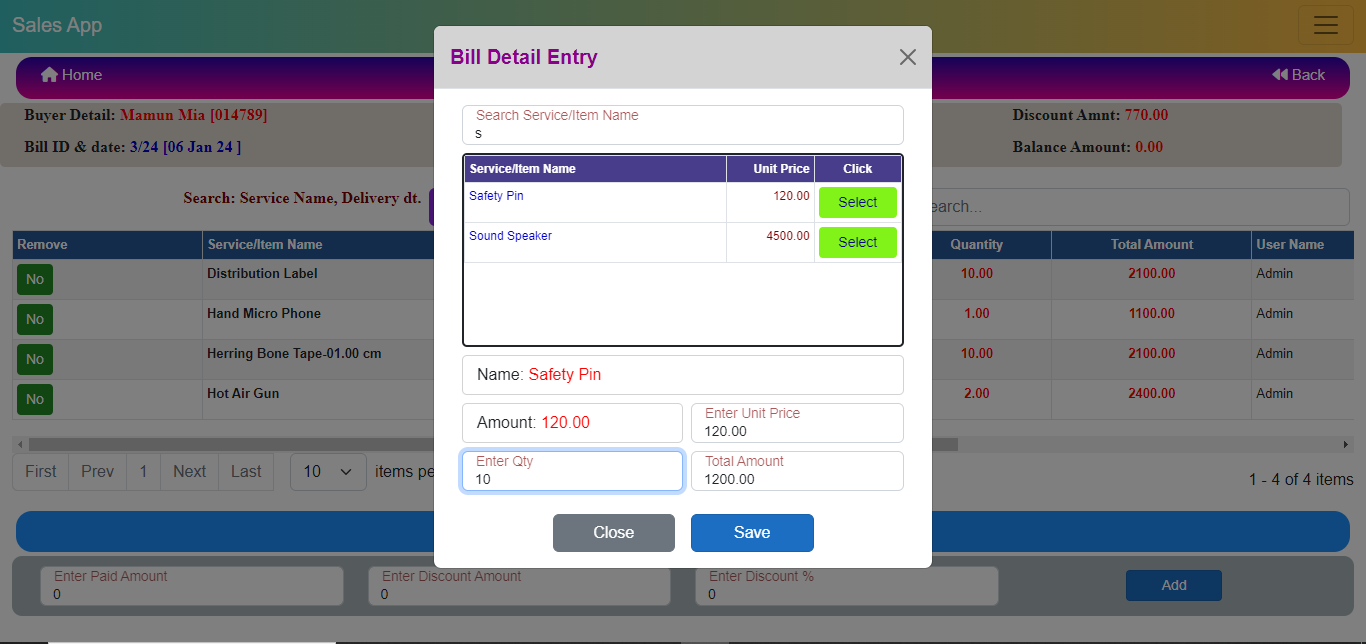 Sales App
Home
Back
Buyer Detail: Mamun Mia [014789]
Discount Amnt: 770.00
Bill ID & date: 3/24 [06 Jan 24 ]
Balance Amount: 0.00
Search: Service Name, Delivery dt.
earch...
Remove Service/Item Name Quantity Total Amount User Name
No Distribution Label 10.00 2100.00 Admin
No Hand Micro Phone 1.00 1100.00 Admin
No Herring Bone Tape-01.00 cm 10.00 2100.00 Admin
No Hot Air Gun 2.00 2400.00 Admin
First Prev 1 Next Last 10 items pe
1 - 4 of 4 items
Enter Paid Amount
0
Enter Discount Amount
0
Enter Discount %
0
Add
Bill Detail Entry
Search Service/Item Name
s
Service/Item Name Unit Price Click
Safety Pin 120.00 Select
Sound Speaker 4500.00 Select
Name: Safety Pin
Amount: 120.00
Enter Unit Price
120.00
Enter Qty
10
Total Amount
1200.00
Close Save